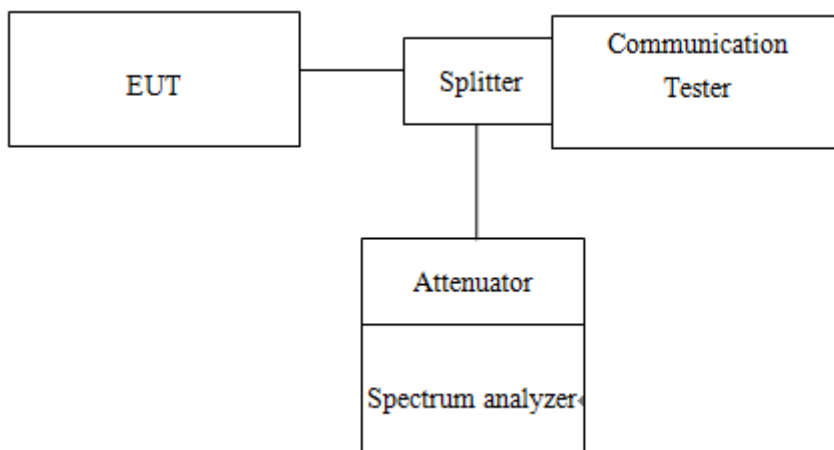 EUT
Splitter
Communication
Tester
Attenuator
Spectrum analyzer